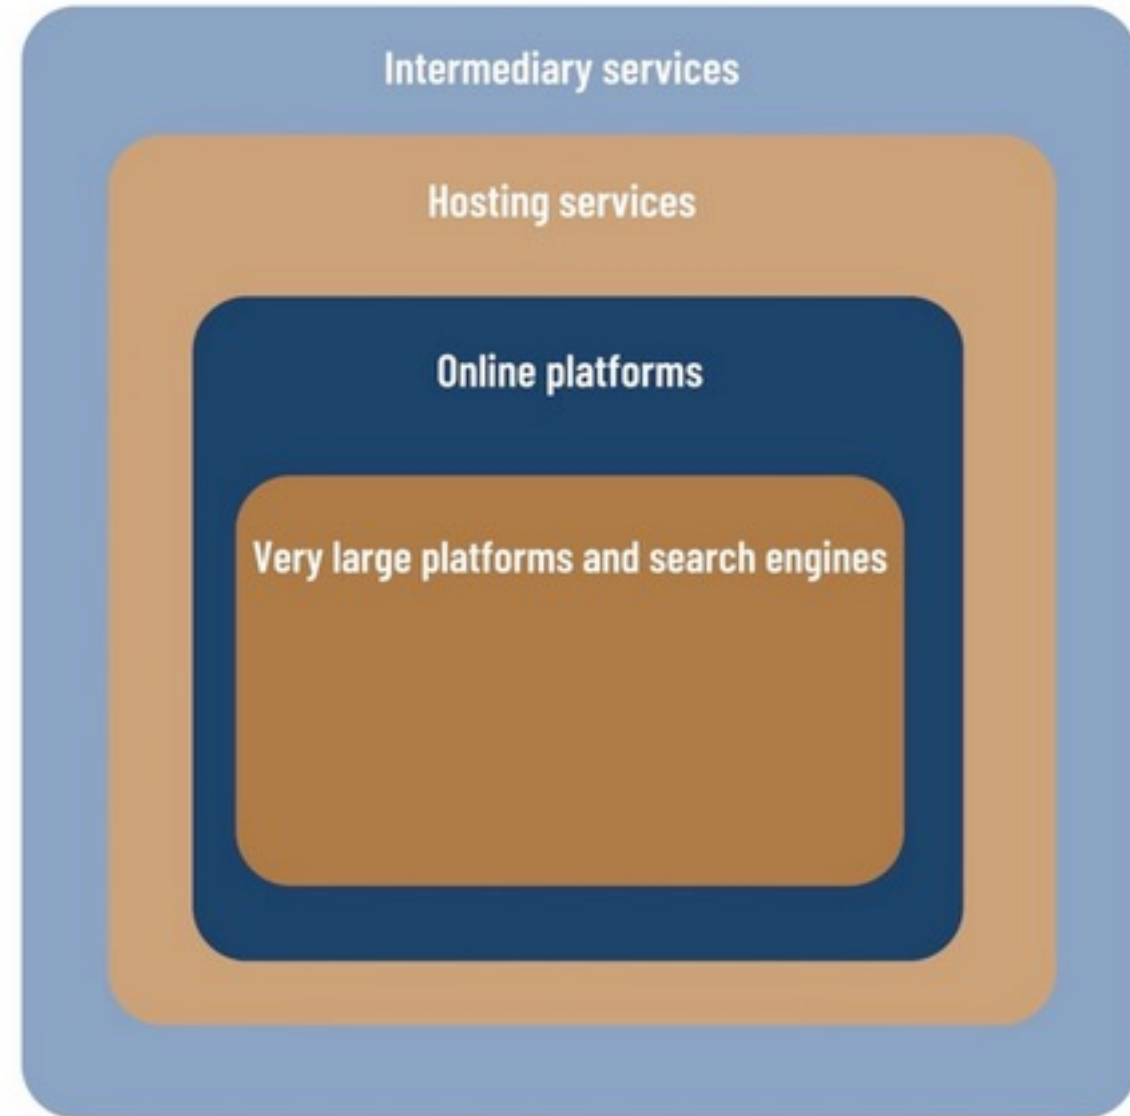 Intermediary services
Hosting services
Online platforms
Very large platforms and search engines